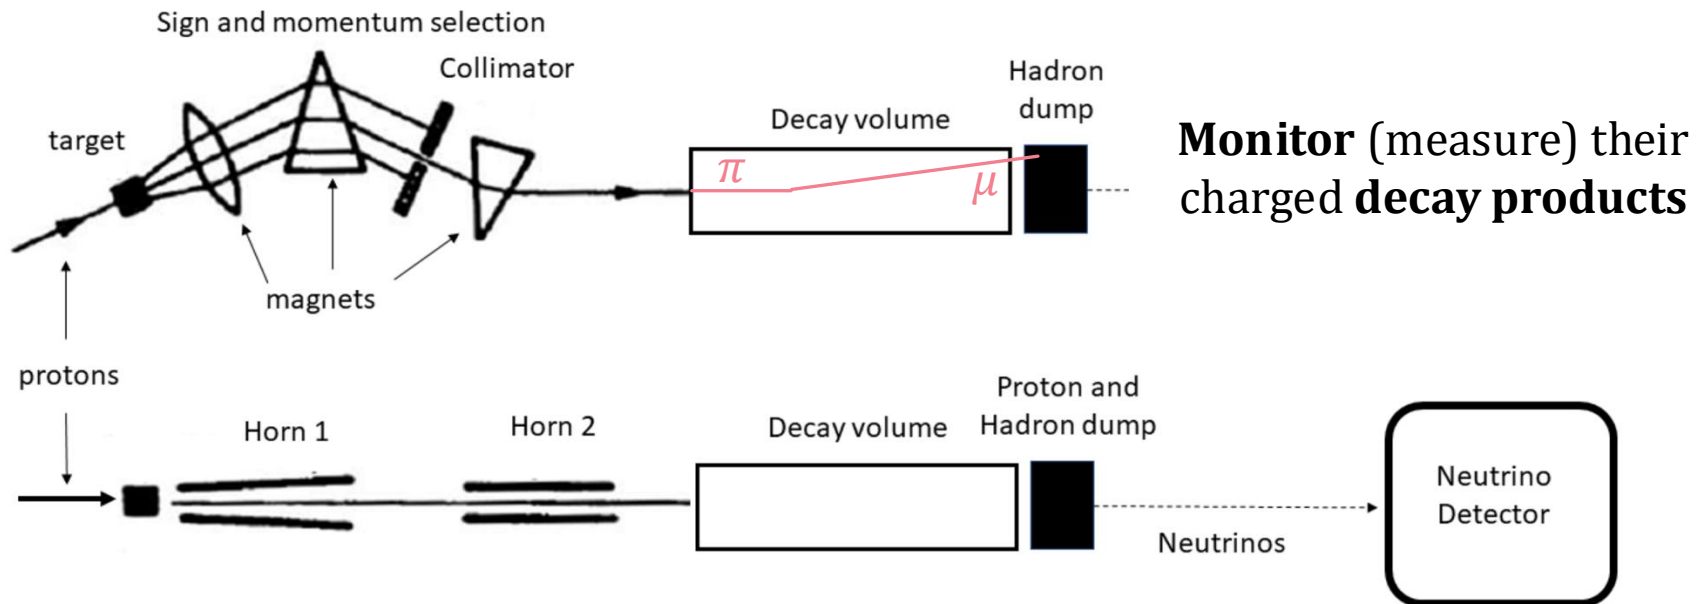 Sign and momentum selection
Collimator
target
Decay volume
Hadron
dump
π
μ
Monitor (measure) their
charged decay products
magnets
protons
Horn 1
Horn 2
Decay volume
Proton and
Hadron dump
Neutrinos
Neutrino
Detector